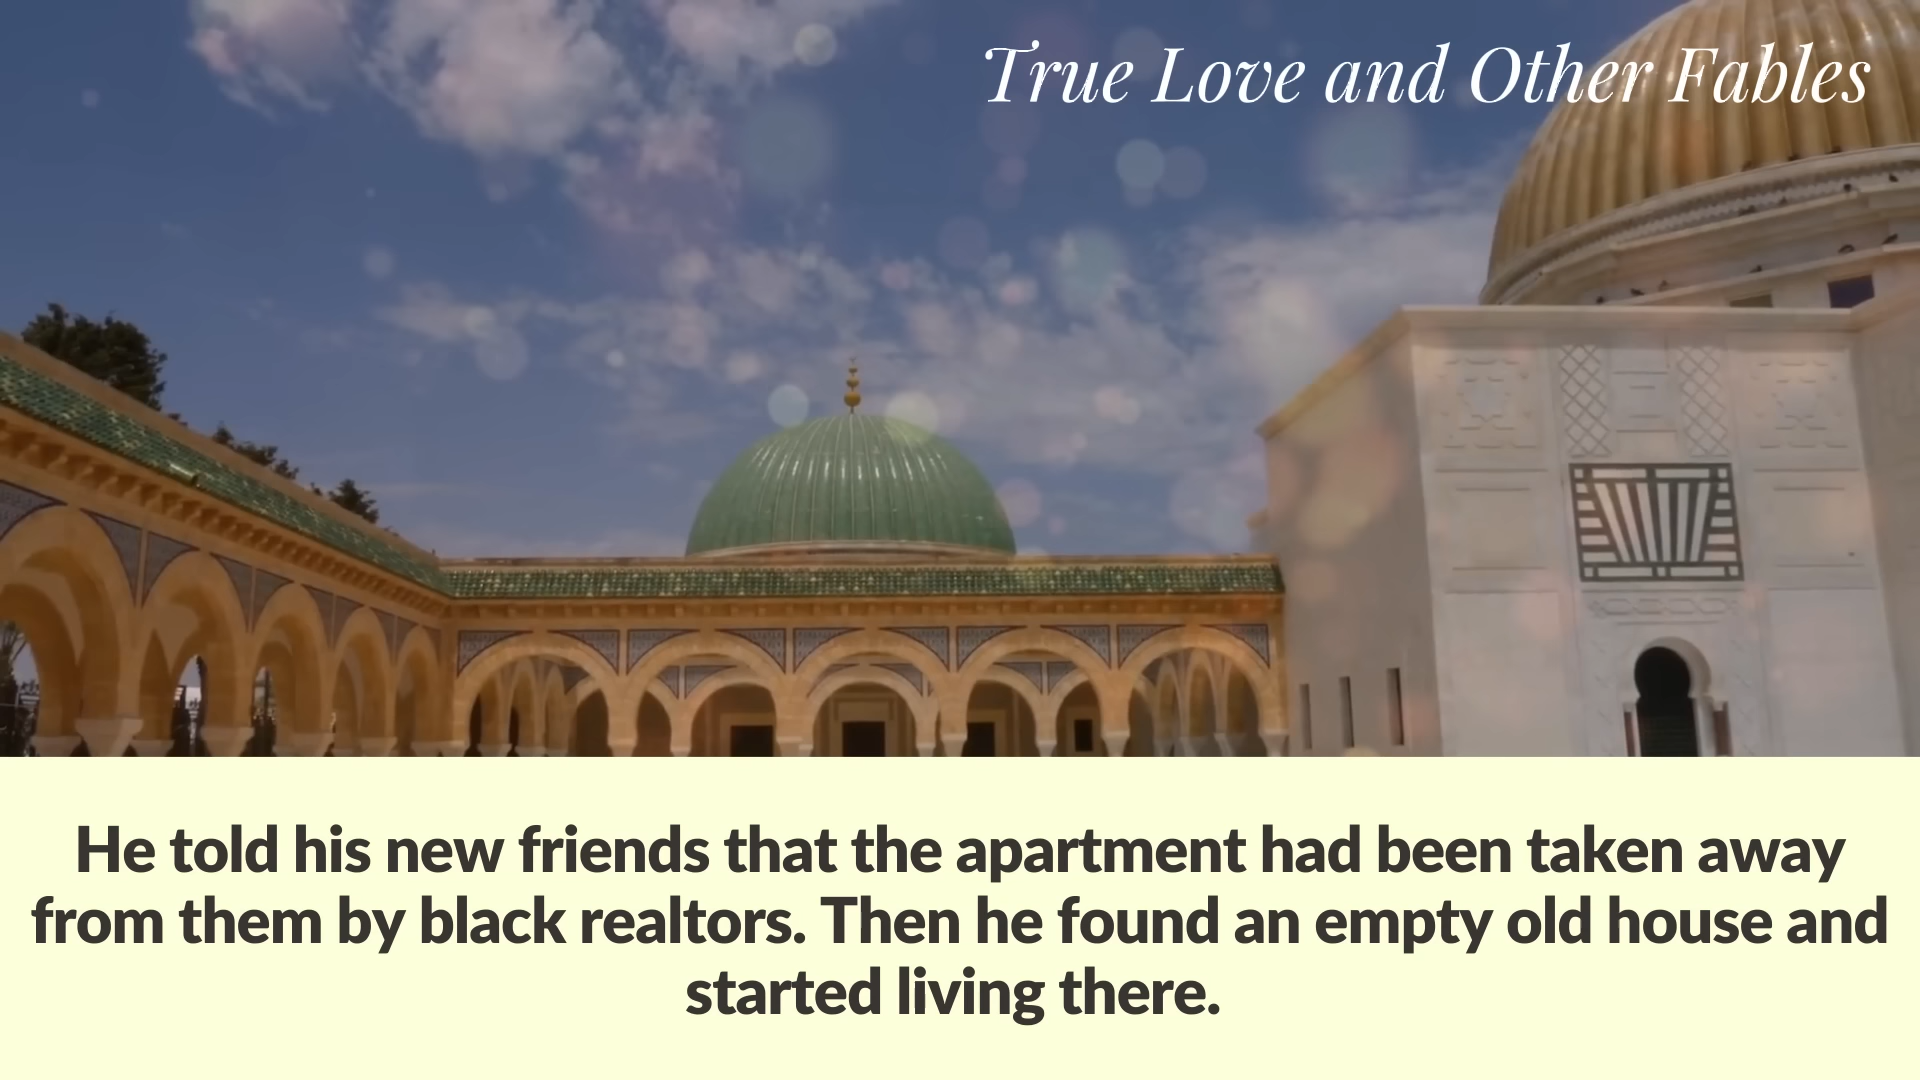 True Love and Other Fables
He told his new friends that the apartment had been taken away
from them by black realtors. Then he found an empty old house and
started living there.